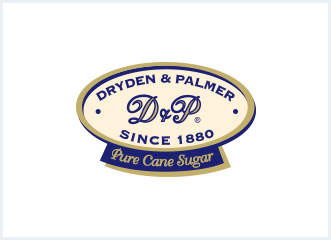 DRYDEN & PALMER
D&P®
SINCE 1880
Pure Cane Sugar